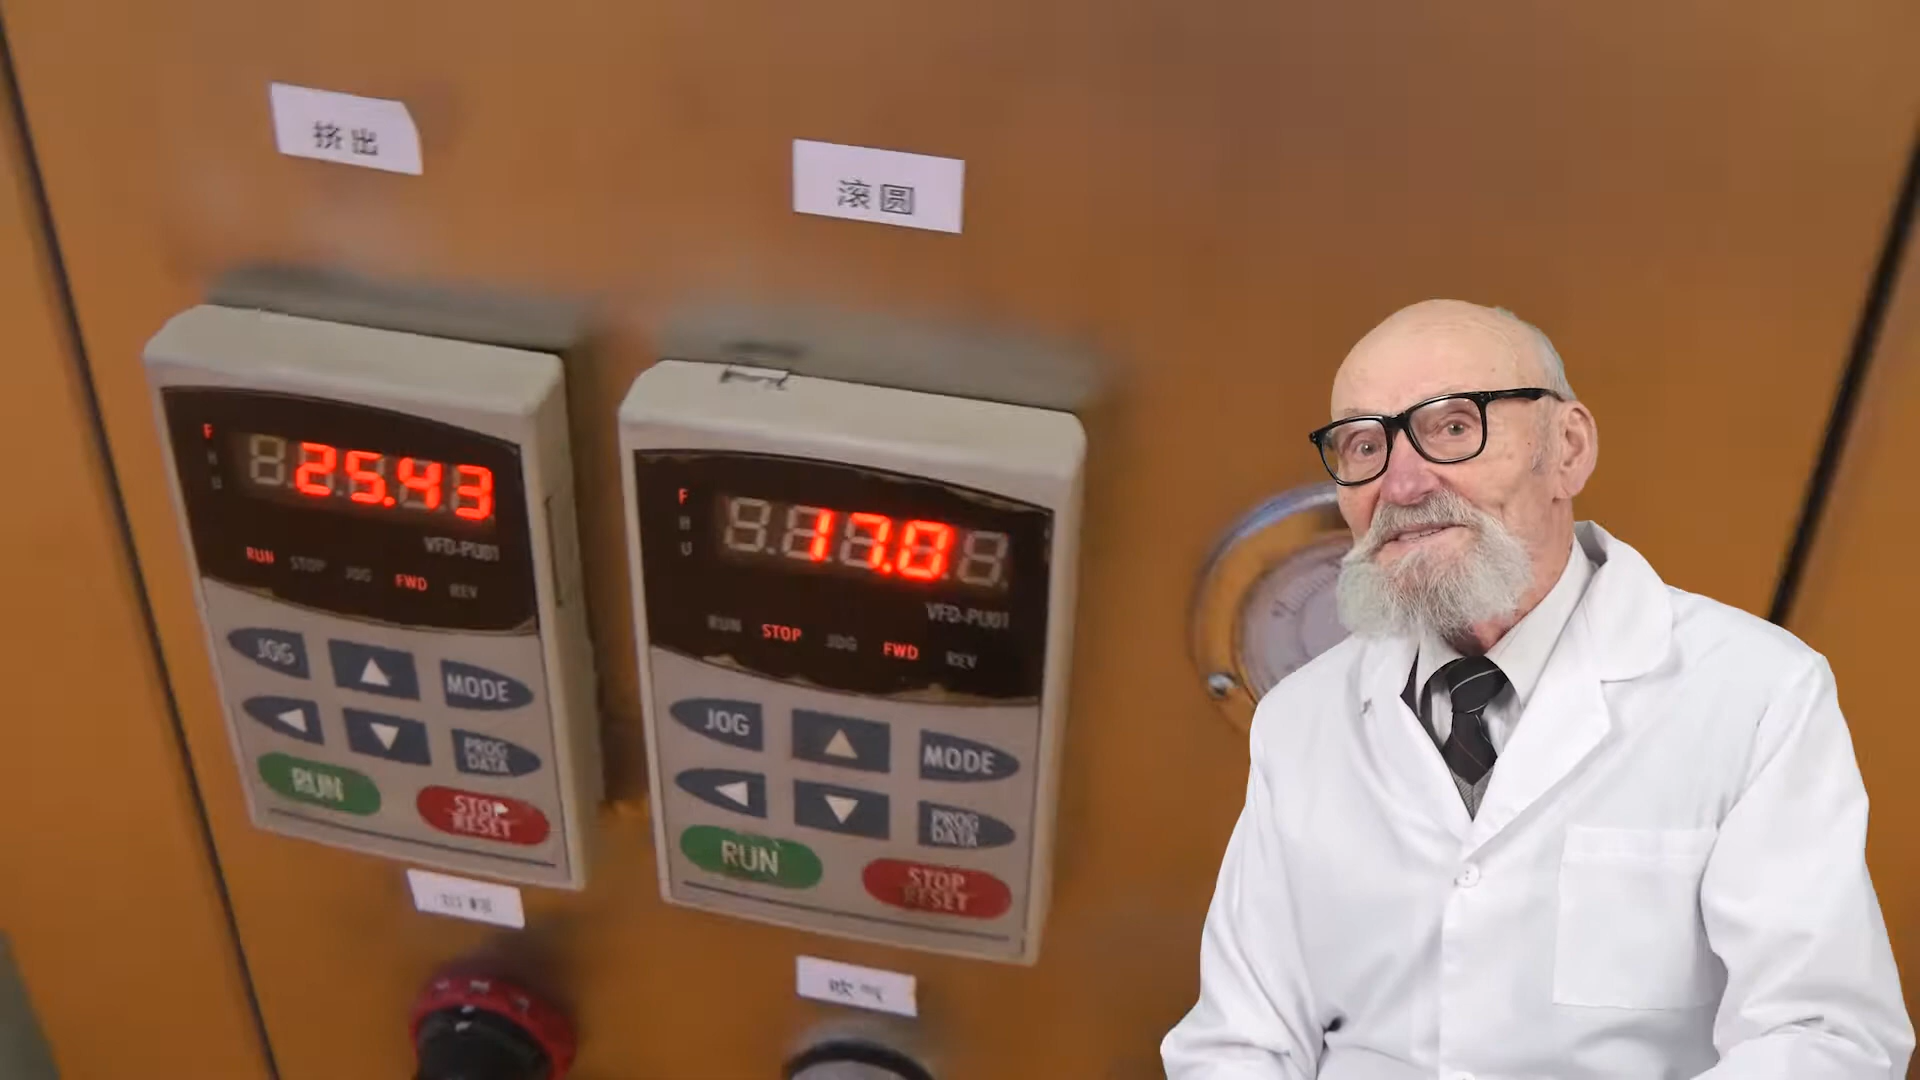 挤出
滚圆
F
H
U
25.43
VFD-PU01
RUN STOP JOG FWD REV
JOG
MODE
PROG
DATA
RUN
STOP
RESET
F
H
U
17.0
VFD-PU01
RUN STOP JOG FWD REV
JOG
MODE
PROG
DATA
RUN
STOP
RESET
吹气